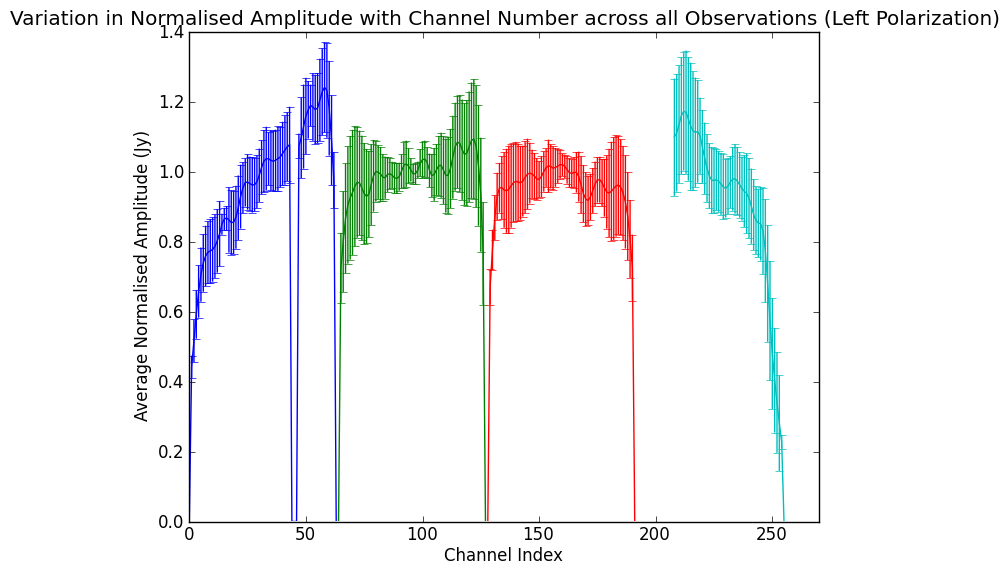 Variation in Normalised Amplitude with Channel Number across all Observations (Left Polarization)
1.4
1.2
1.0
0.8
0.6
0.4
0.2
0.0
Average Normalised Amplitude (Jy)
0 50 100 150 200 250
Channel Index